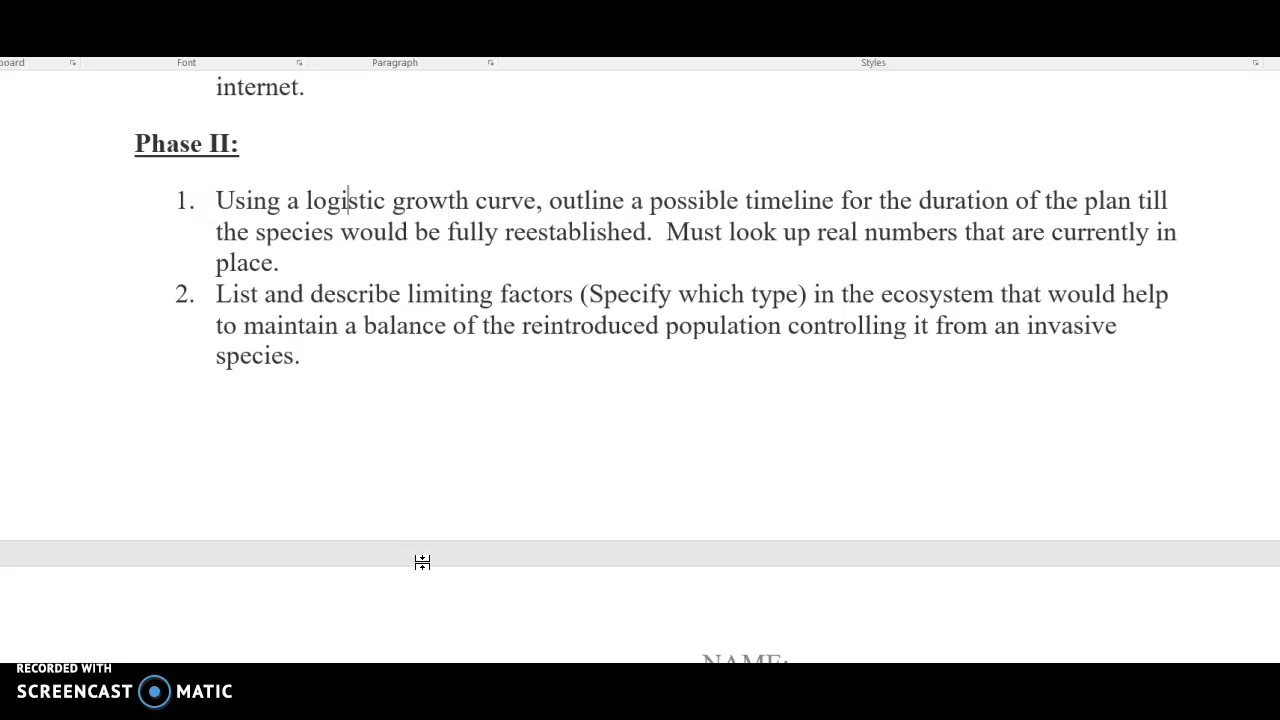 board Font Paragraph Styles
internet.
Phase II:
1. Using a logistic growth curve, outline a possible timeline for the duration of the plan till
the species would be fully reestablished.  Must look up real numbers that are currently in
place.
2. List and describe limiting factors (Specify which type) in the ecosystem that would help
to maintain a balance of the reintroduced population controlling it from an invasive
species.
NAME:
RECORDED WITH
SCREENCAST MATIC